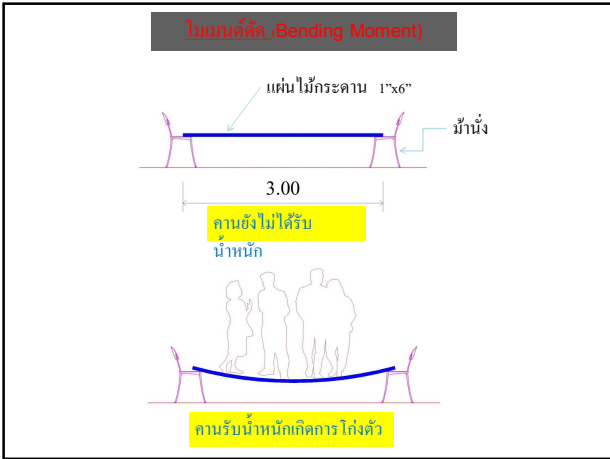 โมเมนต์ดัด (Bending Moment)
แผ่นไม้กระดาน 1"x6"
ม้านั่ง
3.00
คานยังไม่ได้รับ
น้ำหนัก
คานรับน้ำหนักเกิดการโก่งตัว